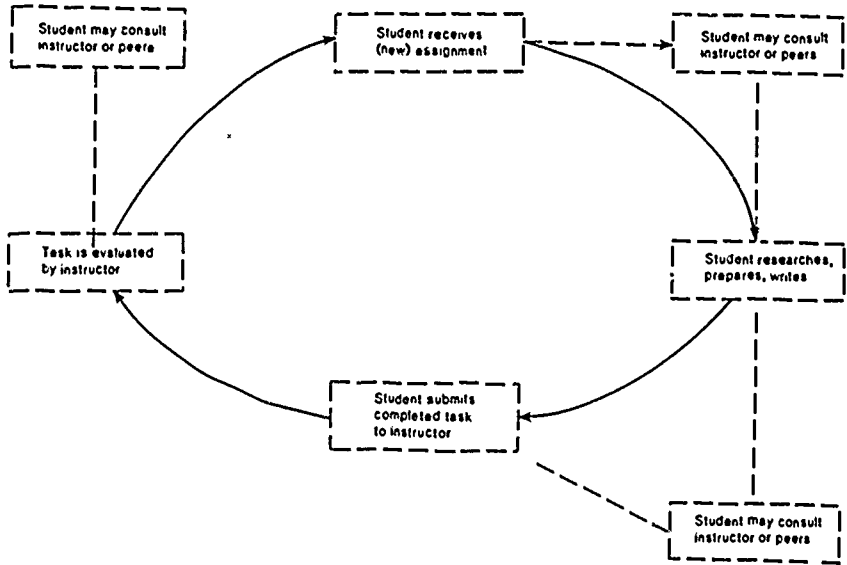 Student may consult
instructor or peers
Student receives
(new) assignment
Student may consult
instructor or peers
Task is evaluated
by instructor
Student researches,
prepares, writes
Student submits
completed task
to instructor
Student may consult
instructor or peers